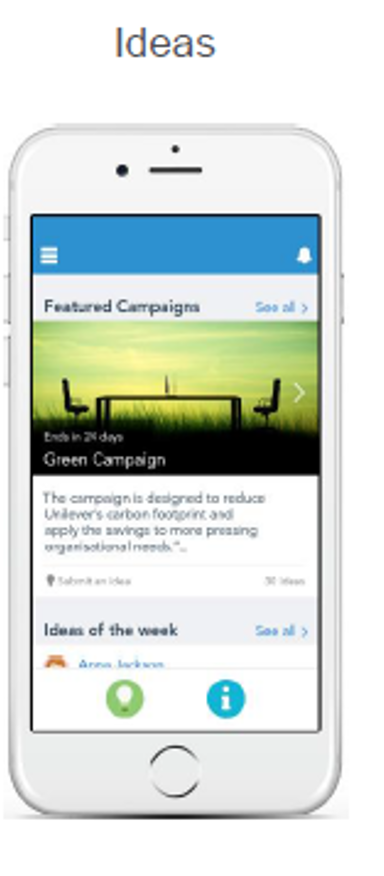 Ideas
Featured Campaigns
See all >
Ends in 24 days
Green Campaign
The campaign is designed to reduce
Unilever's carbon footprint and
apply the savings to more pressing
organisational needs."...
Submit an idea
30 Ideas
Ideas of the week
See all >
Anna Jackson